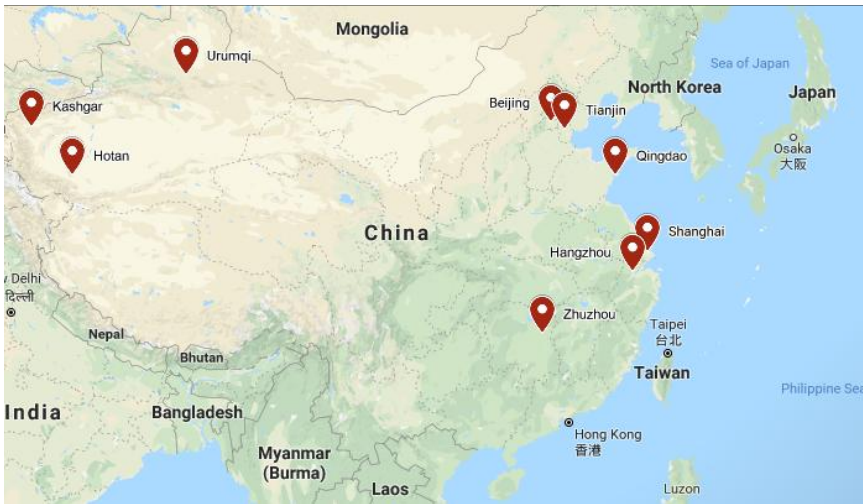 Mongolia
Urumqi
Sea of Japan
Kashgar
Beijing
Tianjin
North Korea
Japan
Hotan
Qingdao
Osaka
大阪
China
Shanghai
Hangzhou
Delhi
दिल्ली
Zhuzhou
Nepal
Bhutan
Taipei
台北
Taiwan
Philippine Sea
India
Bangladesh
Hong Kong
香港
Myanmar
(Burma)
Laos
Luzon